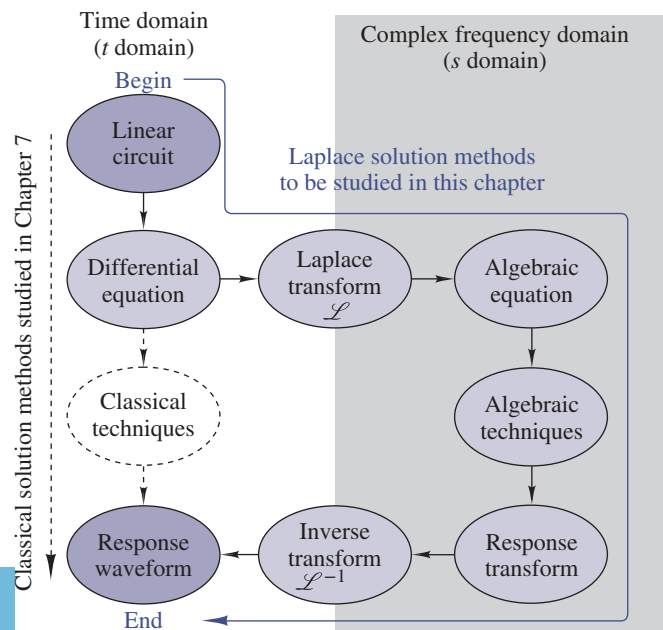 Time domain
(t domain)
Complex frequency domain
(s domain)
Begin
Linear
circuit
Laplace solution methods
to be studied in this chapter
Classical solution methods studied in Chapter 7
Differential
equation
Laplace
transform
ℒ
Algebraic
equation
Classical
techniques
Algebraic
techniques
Response
waveform
Inverse
transform
ℒ⁻¹
Response
transform
End